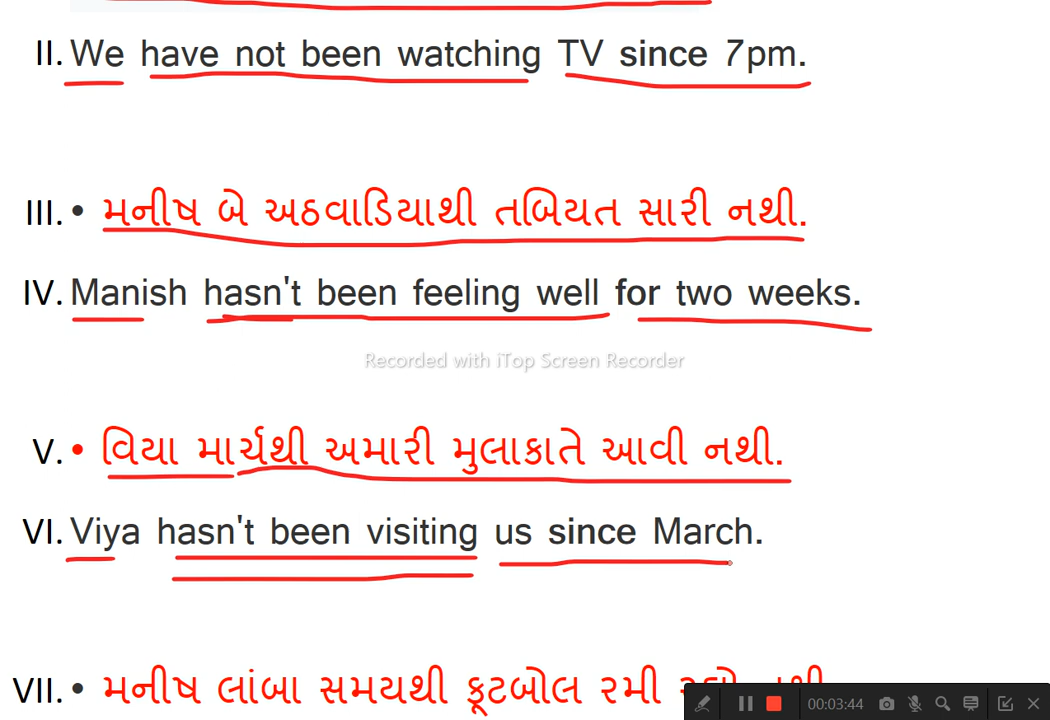 II. We have not been watching TV since 7pm.
III. • મનીષ બે અઠવાડિયાથી તબિયત સારી નથી.
IV. Manish hasn't been feeling well for two weeks.
Recorded with iTop Screen Recorder
V. • વિયા માર્ચથી અમારી મુલાકાતે આવી નથી.
VI. Viya hasn't been visiting us since March.
VII. • મનીષ લાંબા સમયથી ફૂટબોલ રમી
00:03:44